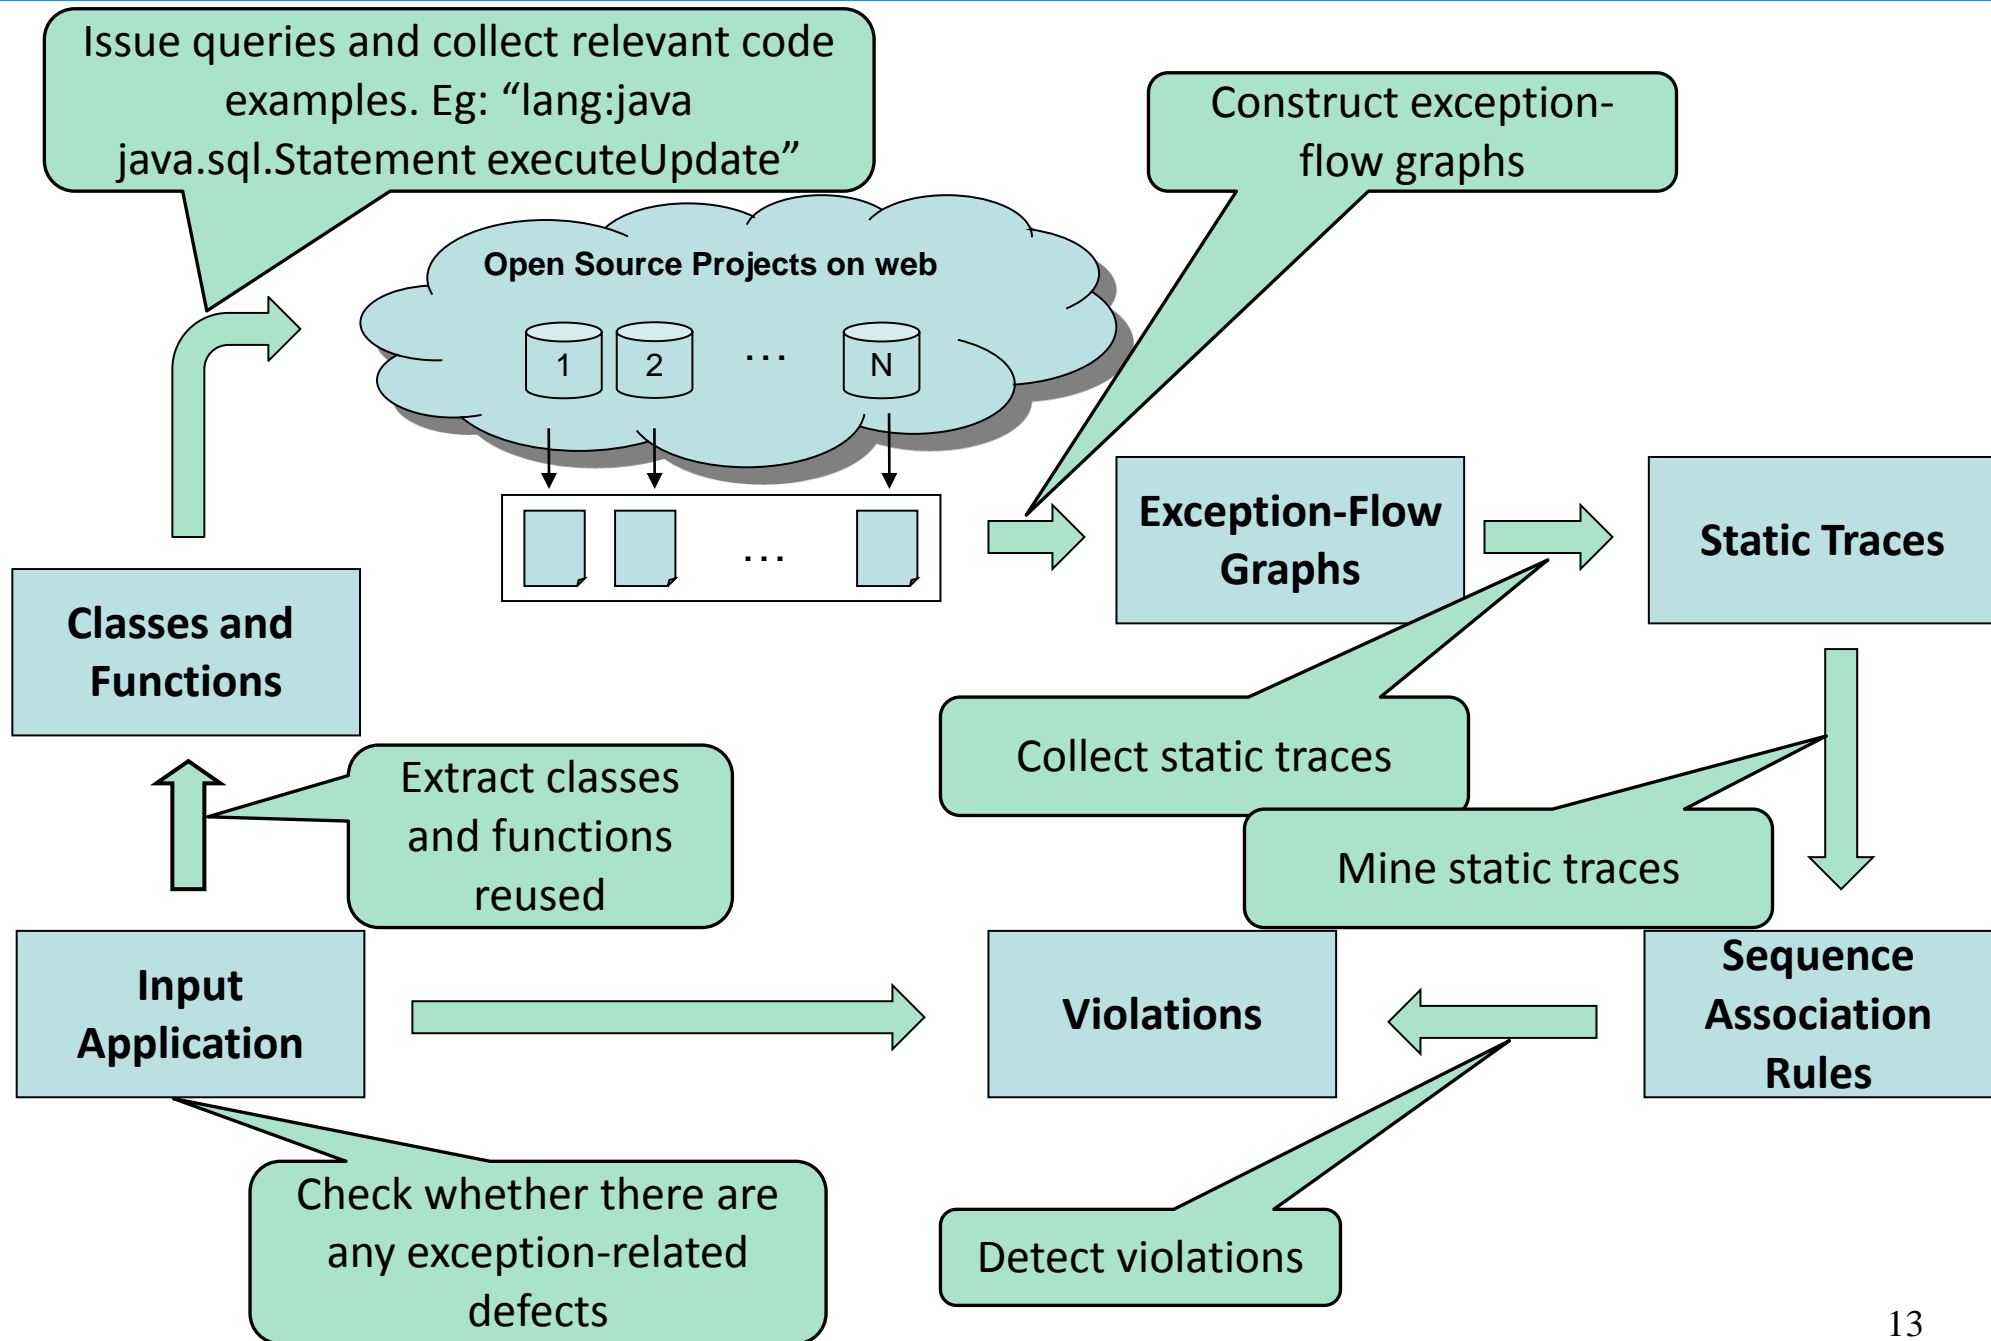 Issue queries and collect relevant code
examples. Eg: “lang:java
java.sql.Statement executeUpdate”
Construct exception-
flow graphs
Open Source Projects on web
1
2
...
N
...
Exception-Flow
Graphs
Static Traces
Classes and
Functions
Collect static traces
Extract classes
and functions
reused
Mine static traces
Input
Application
Violations
Sequence
Association
Rules
Check whether there are
any exception-related
defects
Detect violations
13